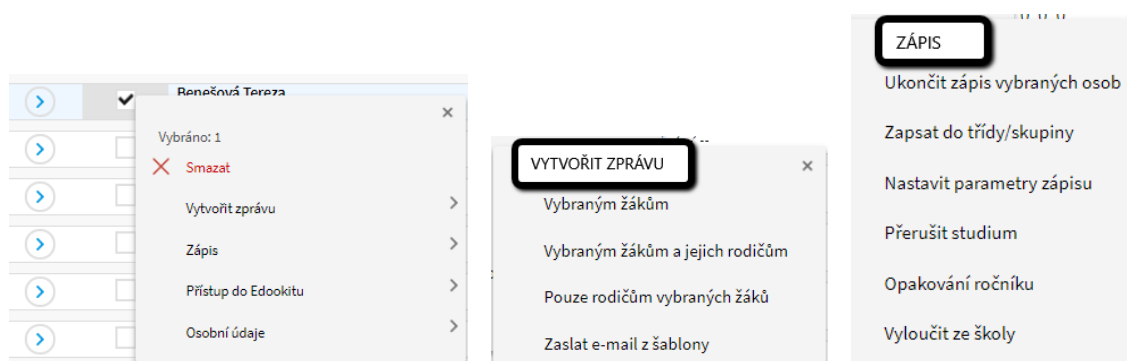 Benešová Tereza
Vybráno: 1
Smazat
Vytvořit zprávu
Zápis
Přístup do Edookitu
Osobní údaje
VYTVOŘIT ZPRÁVU
Vybraným žákům
Vybraným žákům a jejich rodičům
Pouze rodičům vybraných žáků
Zaslat e-mail z šablony
ZÁPIS
Ukončit zápis vybraných osob
Zapsat do třídy/skupiny
Nastavit parametry zápisu
Přerušit studium
Opakování ročníku
Vyloučit ze školy